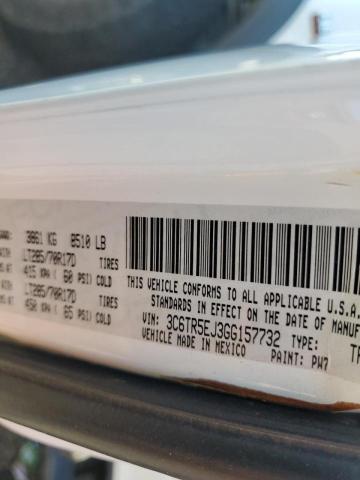 3861 KG 8510 LB
LT285/70R17D TIRES
415 KPA ( 60 PSI) COLD
LT285/70R17D TIRES
450 KPA ( 65 PSI) COLD
THIS VEHICLE CONFORMS TO ALL APPLICABLE U.S.A.
STANDARDS IN EFFECT ON THE DATE OF MANU
VIN: 3C6TR5EJ3GG157732 TYPE:
VEHICLE MADE IN MEXICO PAINT: PW7